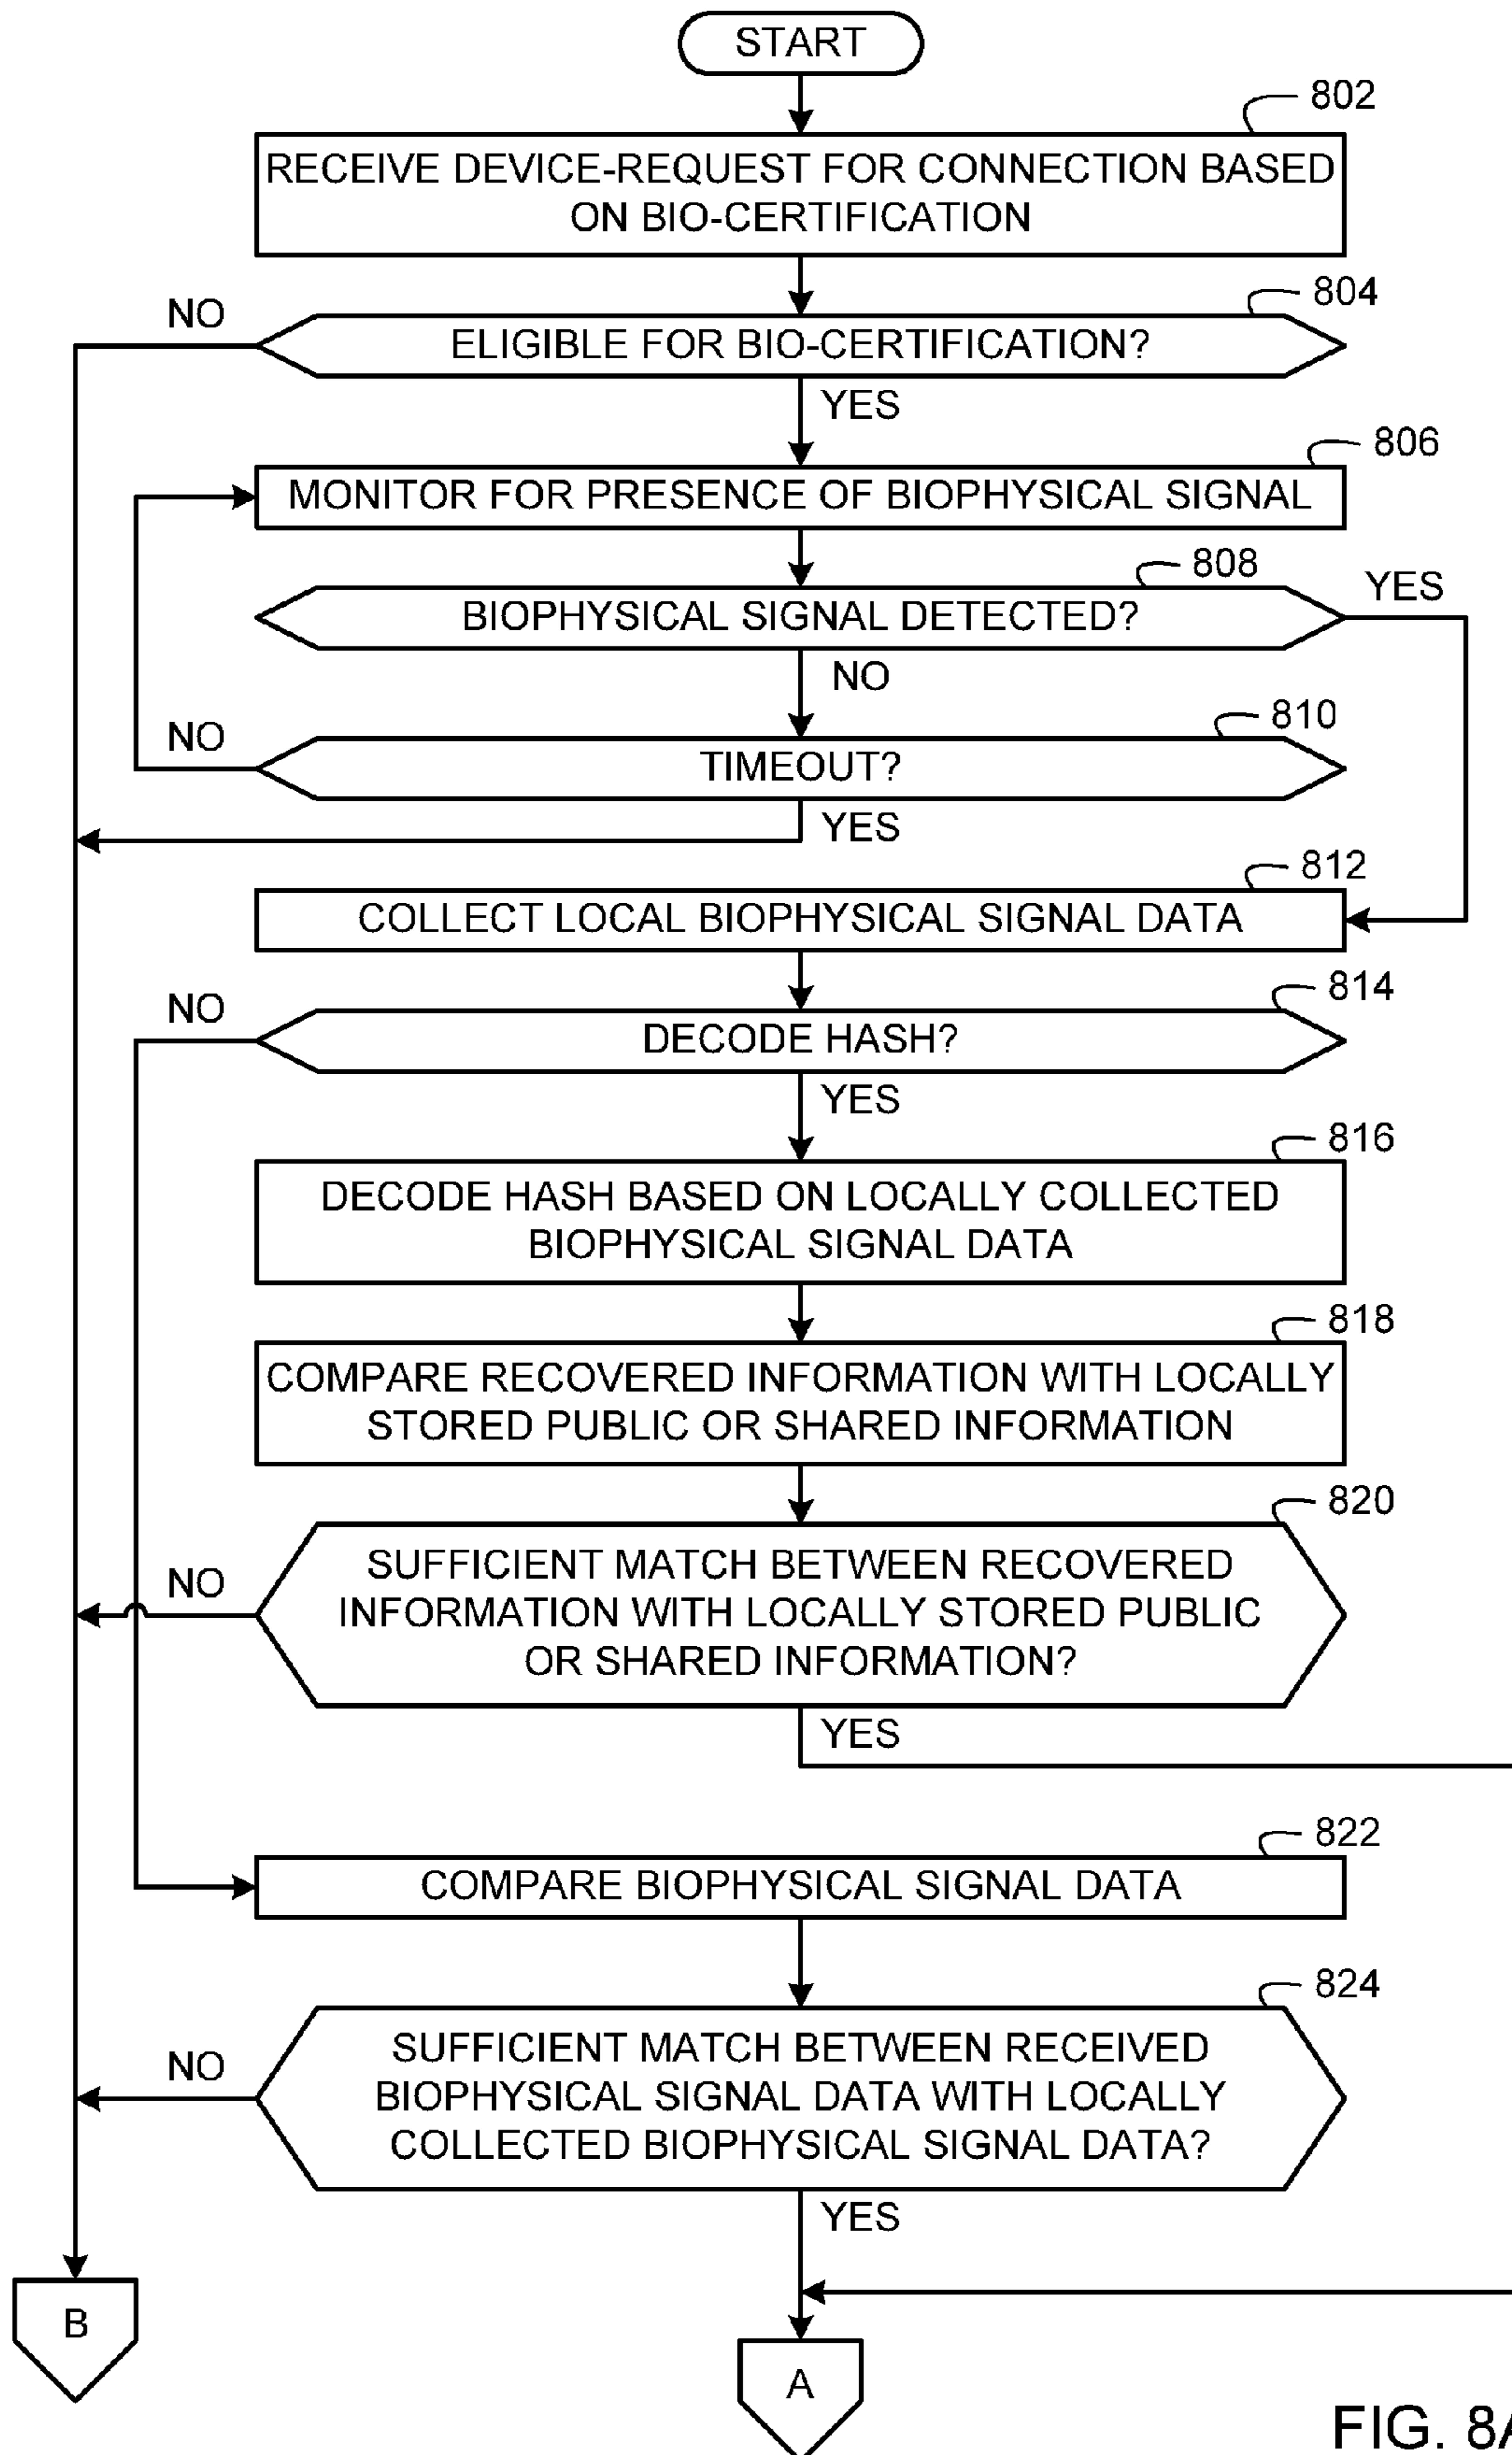 START
802
RECEIVE DEVICE-REQUEST FOR CONNECTION BASED
ON BIO-CERTIFICATION
804
NO
ELIGIBLE FOR BIO-CERTIFICATION?
YES
806
MONITOR FOR PRESENCE OF BIOPHYSICAL SIGNAL
808
YES
BIOPHYSICAL SIGNAL DETECTED?
NO
810
NO
TIMEOUT?
YES
812
COLLECT LOCAL BIOPHYSICAL SIGNAL DATA
814
NO
DECODE HASH?
YES
816
DECODE HASH BASED ON LOCALLY COLLECTED
BIOPHYSICAL SIGNAL DATA
818
COMPARE RECOVERED INFORMATION WITH LOCALLY
STORED PUBLIC OR SHARED INFORMATION
820
NO
SUFFICIENT MATCH BETWEEN RECOVERED
INFORMATION WITH LOCALLY STORED PUBLIC
OR SHARED INFORMATION?
YES
822
COMPARE BIOPHYSICAL SIGNAL DATA
824
NO
SUFFICIENT MATCH BETWEEN RECEIVED
BIOPHYSICAL SIGNAL DATA WITH LOCALLY
COLLECTED BIOPHYSICAL SIGNAL DATA?
YES
B
A
FIG. 8A